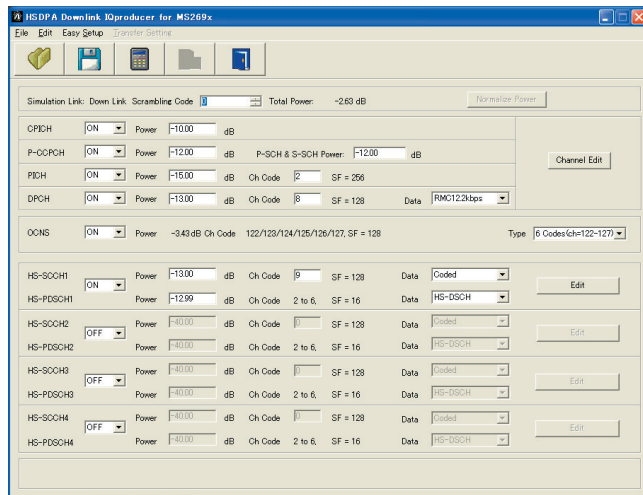 HSDPA Downlink IQproducer for MS269x
File Edit Easy Setup Transfer Setting
Simulation Link: Down Link Scrambling Code 0 Total Power: -2.63 dB Normalize Power
CPICH ON Power -10.00 dB
P-CCPCH ON Power -12.00 dB P-SCH & S-SCH Power: -12.00 dB
Channel Edit
PICH ON Power -15.00 dB Ch Code 2 SF = 256
DPCH ON Power -13.00 dB Ch Code 8 SF = 128 Data RMC12.2kbps
OCNS ON Power -3.43 dB Ch Code 122/123/124/125/126/127, SF = 128 Type 6 Codes(ch=122-127)
HS-SCCH1 Power -13.00 dB Ch Code 9 SF = 128 Data Coded
ON Edit
HS-PDSCH1 Power -12.99 dB Ch Code 2 to 6, SF = 16 Data HS-DSCH
HS-SCCH2 Power -40.00 dB Ch Code 0 SF = 128 Data Coded
OFF Edit
HS-PDSCH2 Power -40.00 dB Ch Code 2 to 6, SF = 16 Data HS-DSCH
HS-SCCH3 Power -40.00 dB Ch Code 0 SF = 128 Data Coded
OFF Edit
HS-PDSCH3 Power -40.00 dB Ch Code 2 to 6, SF = 16 Data HS-DSCH
HS-SCCH4 Power -40.00 dB Ch Code 0 SF = 128 Data Coded
OFF Edit
HS-PDSCH4 Power -40.00 dB Ch Code 2 to 6, SF = 16 Data HS-DSCH